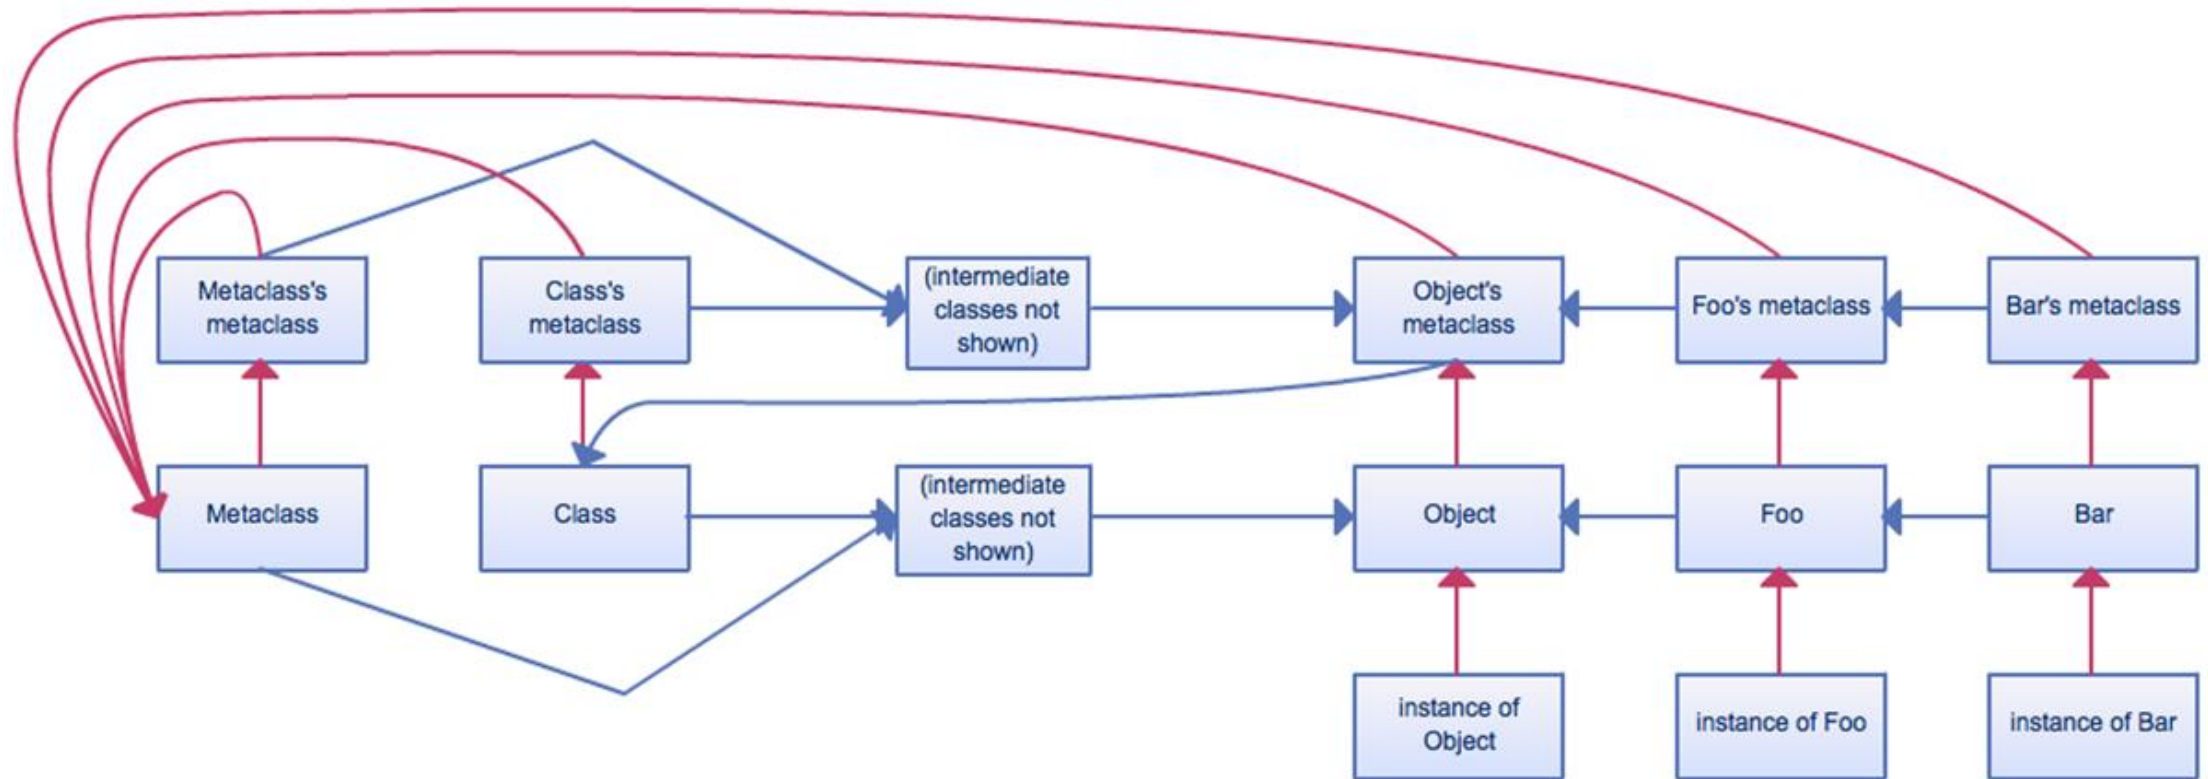 Metaclass's
metaclass
Class's
metaclass
(intermediate
classes not
shown)
Object's
metaclass
Foo's metaclass
Bar's metaclass
Metaclass
Class
(intermediate
classes not
shown)
Object
Foo
Bar
instance of
Object
instance of Foo
instance of Bar